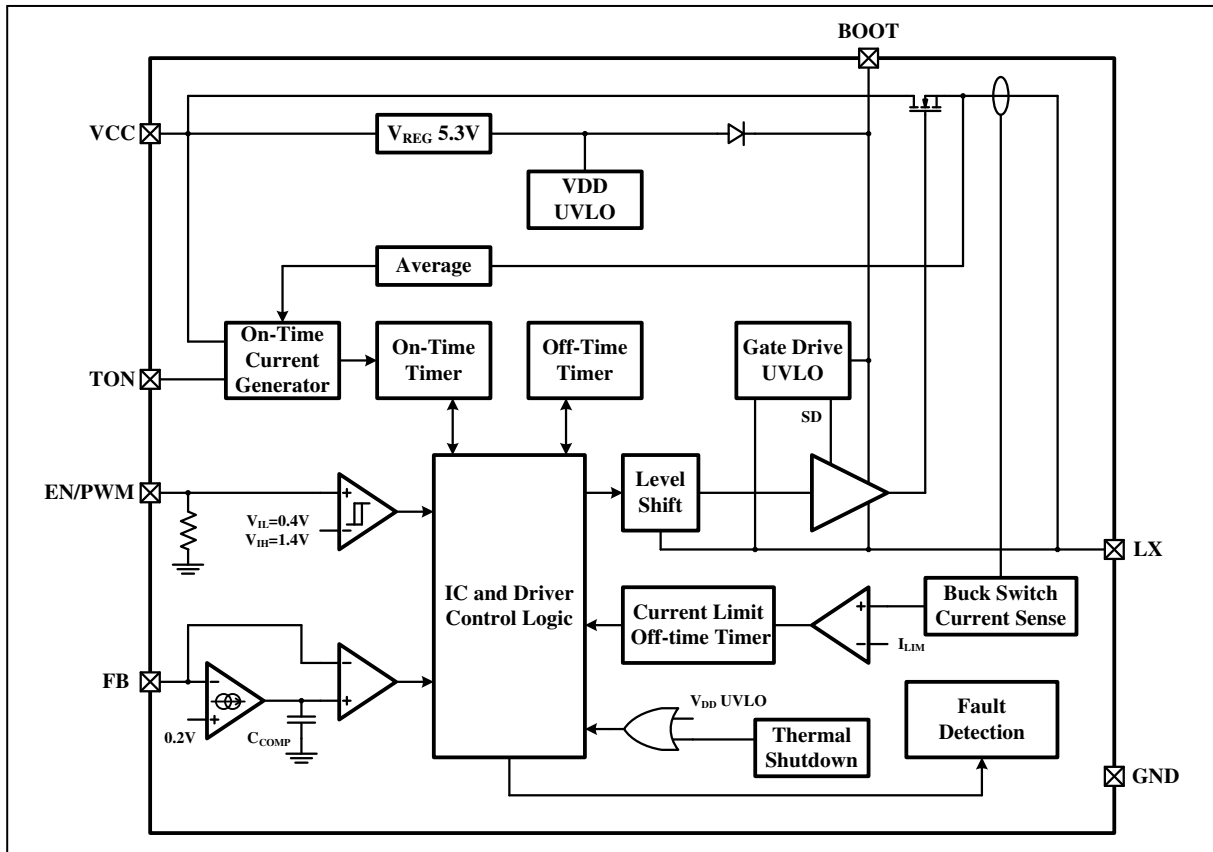 BOOT
VCC
VREG 5.3V
VDD
UVLO
Average
On-Time
Current
Generator
On-Time
Timer
Off-Time
Timer
Gate Drive
UVLO
TON
SD
EN/PWM
+
−
VIL=0.4V
VIH=1.4V
Level
Shift
LX
IC and Driver
Control Logic
Current Limit
Off-time Timer
+
−
ILIM
Buck Switch
Current Sense
FB
−
+
0.2V
CCOMP
−
+
VDD UVLO
Thermal
Shutdown
Fault
Detection
GND